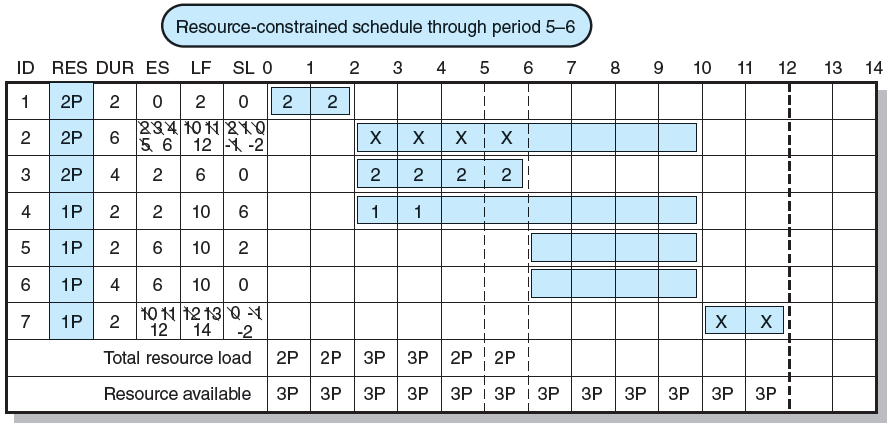 Resource-constrained schedule through period 5–6
ID RES DUR ES LF SL 0 1 2 3 4 5 6 7 8 9 10 11 12 13 14
1 2P 2 0 2 0 2 2
2 3 4 10 11 2 1 0
2 2P 6 5 6 12 -1 -2 X X X X
3 2P 4 2 6 0 2 2 2 2
4 1P 2 2 10 6 1 1
5 1P 2 6 10 2
6 1P 4 6 10 0
10 11 12 13 0 -1
7 1P 2 12 14 -2 X X
Total resource load 2P 2P 3P 3P 2P 2P
Resource available 3P 3P 3P 3P 3P 3P 3P 3P 3P 3P 3P 3P